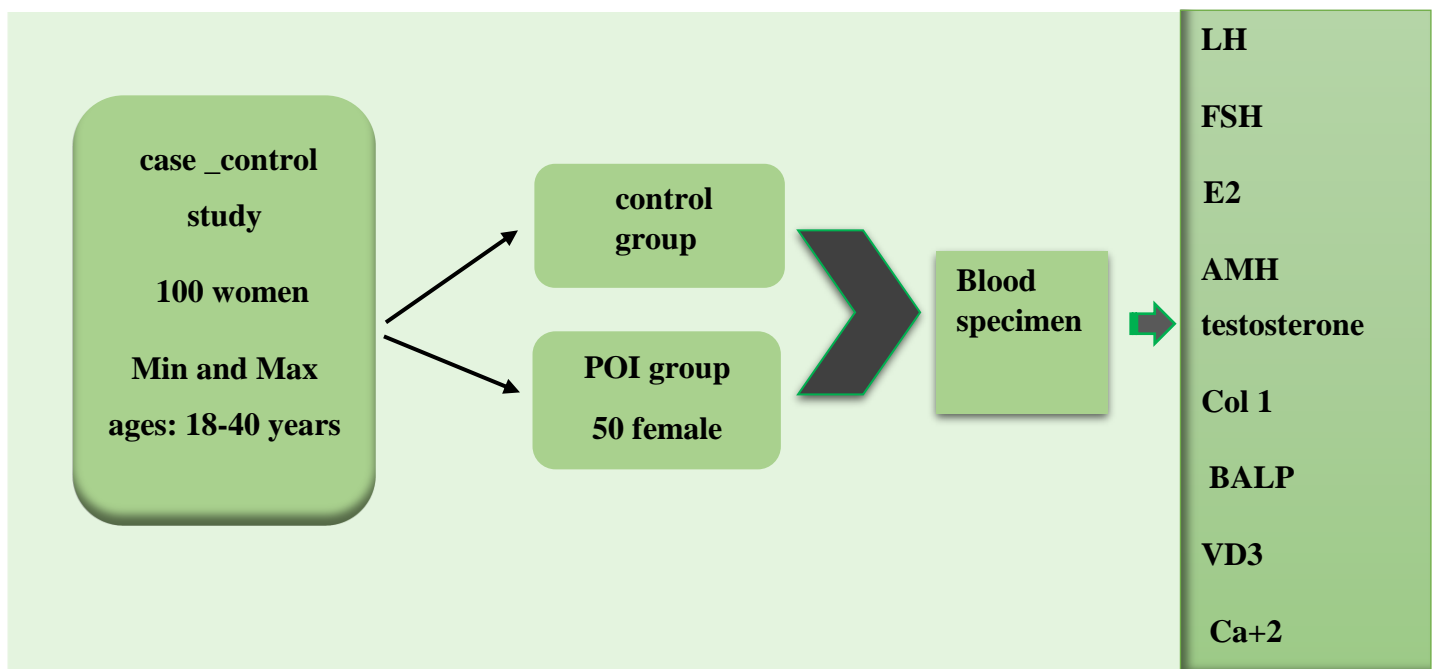 case _control
study
100 women
Min and Max
ages: 18-40 years
control
group
POI group
50 female
Blood
specimen
LH
FSH
E2
AMH
testosterone
Col 1
BALP
VD3
Ca+2